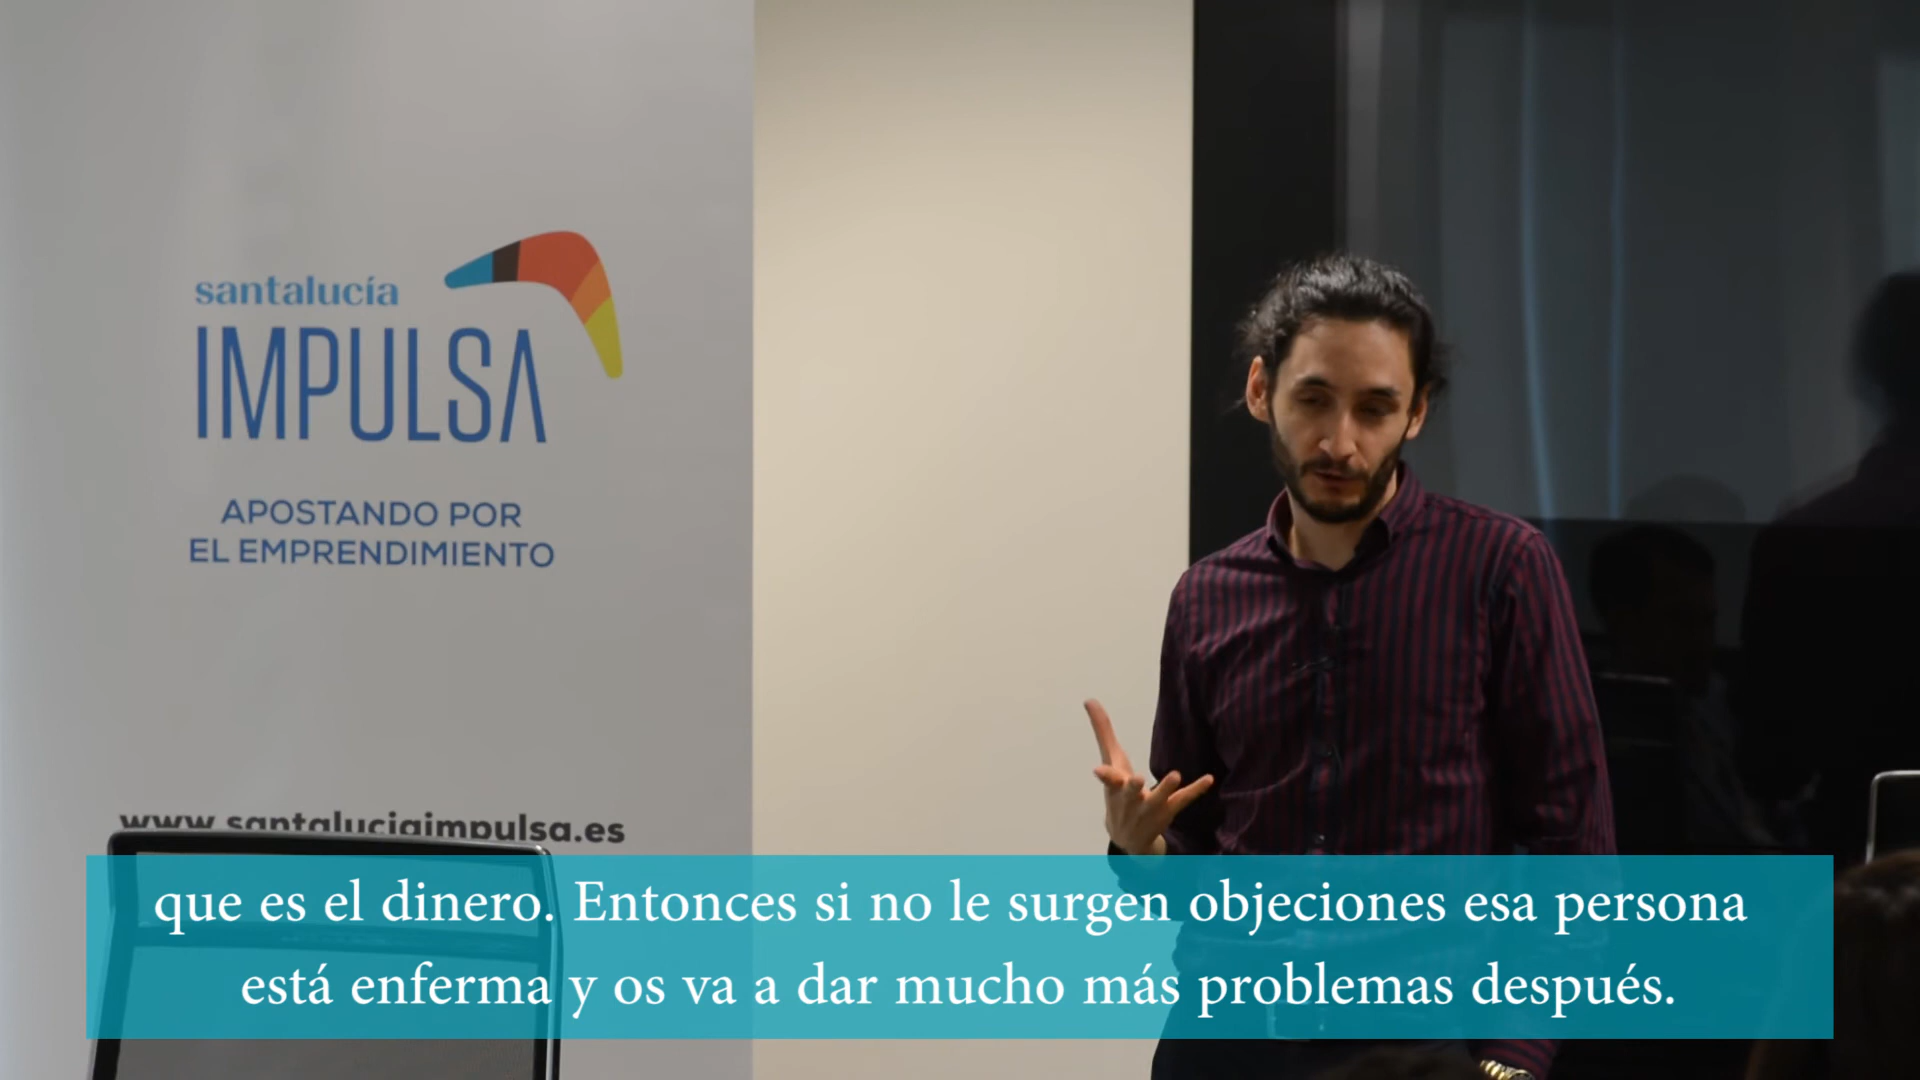 santalucía
IMPULSA
APOSTANDO POR
EL EMPRENDIMIENTO
www.santaluciaimpulsa.es
que es el dinero. Entonces si no le surgen objeciones esa persona
está enferma y os va a dar mucho más problemas después.